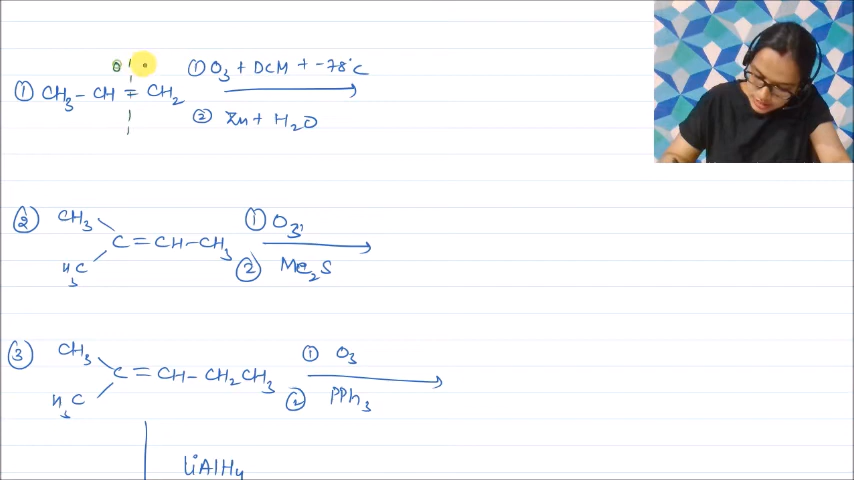 ① CH₃ - CH = CH₂ ① O₃ + DCM + -78°C
② Zn + H₂O
② CH₃
C = CH - CH₃ ① O₃,
H₃C ② Me₂S
③ CH₃ ① O₃
C = CH - CH₂CH₃
H₃C ② PPh₃
LiAlH₄